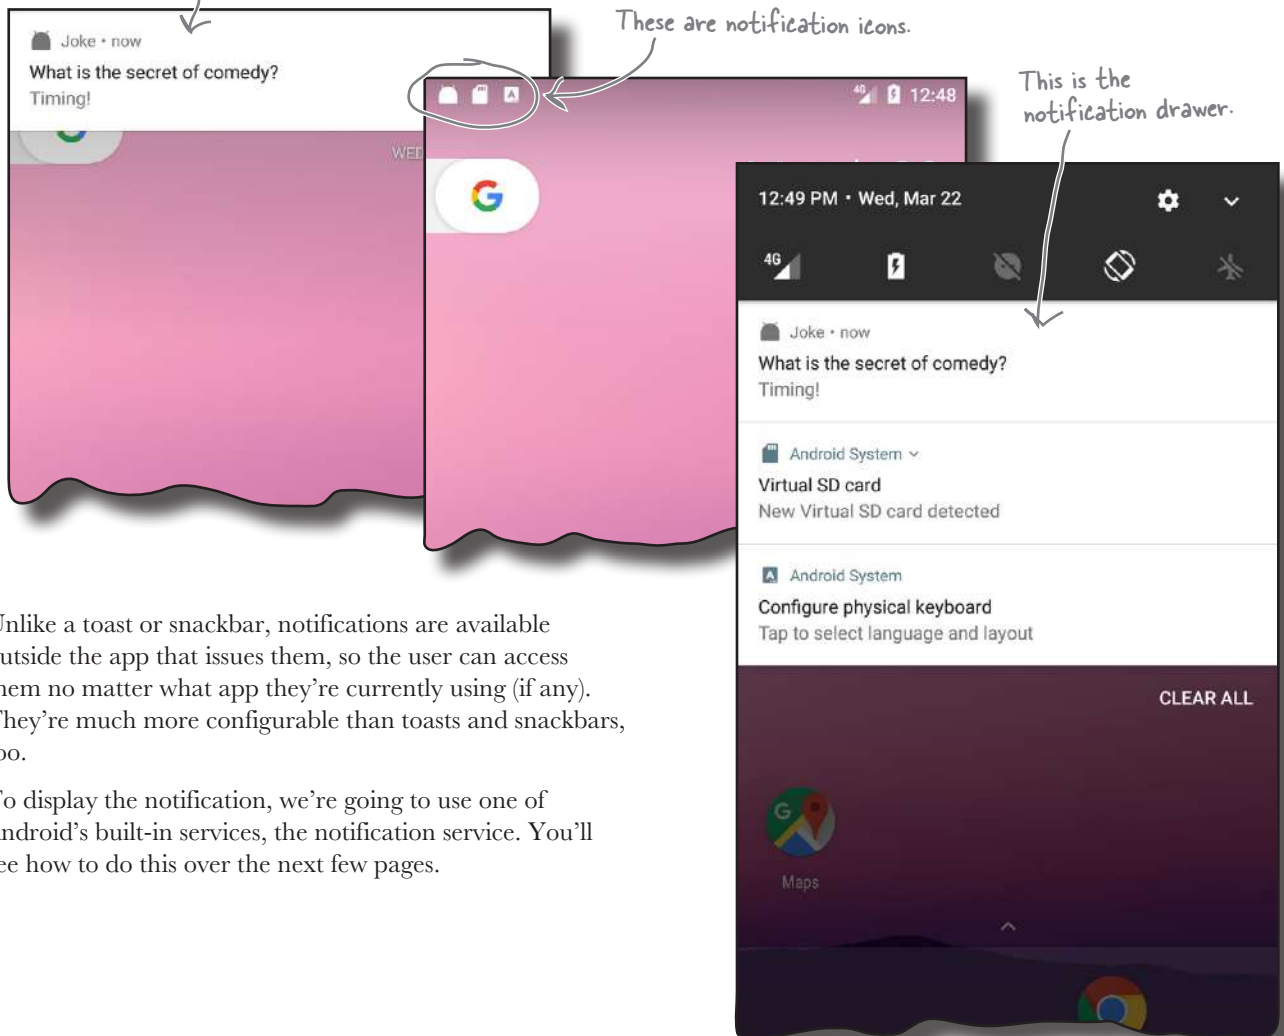 Joke • now
What is the secret of comedy?
Timing!
WED
These are notification icons.
4G 12:48
G
This is the
notification drawer.
12:49 PM • Wed, Mar 22
4G
Joke • now
What is the secret of comedy?
Timing!
Android System
Virtual SD card
New Virtual SD card detected
A Android System
Configure physical keyboard
Tap to select language and layout
CLEAR ALL
G
Maps
Unlike a toast or snackbar, notifications are available
utside the app that issues them, so the user can access
hem no matter what app they're currently using (if any).
They're much more configurable than toasts and snackbars,
oo.
To display the notification, we're going to use one of
ndroid's built-in services, the notification service. You'll
ee how to do this over the next few pages.